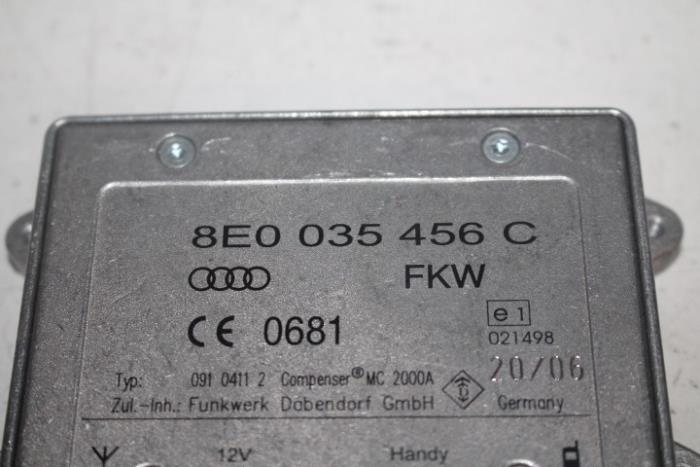 8E0 035 456 C
FKW
CE 0681
e1
021498
20/06
Typ: 091 0411 2 Compenser® MC 2000A
Zul.-Inh.: Funkwerk Dabendorf GmbH Germany
12V Handy